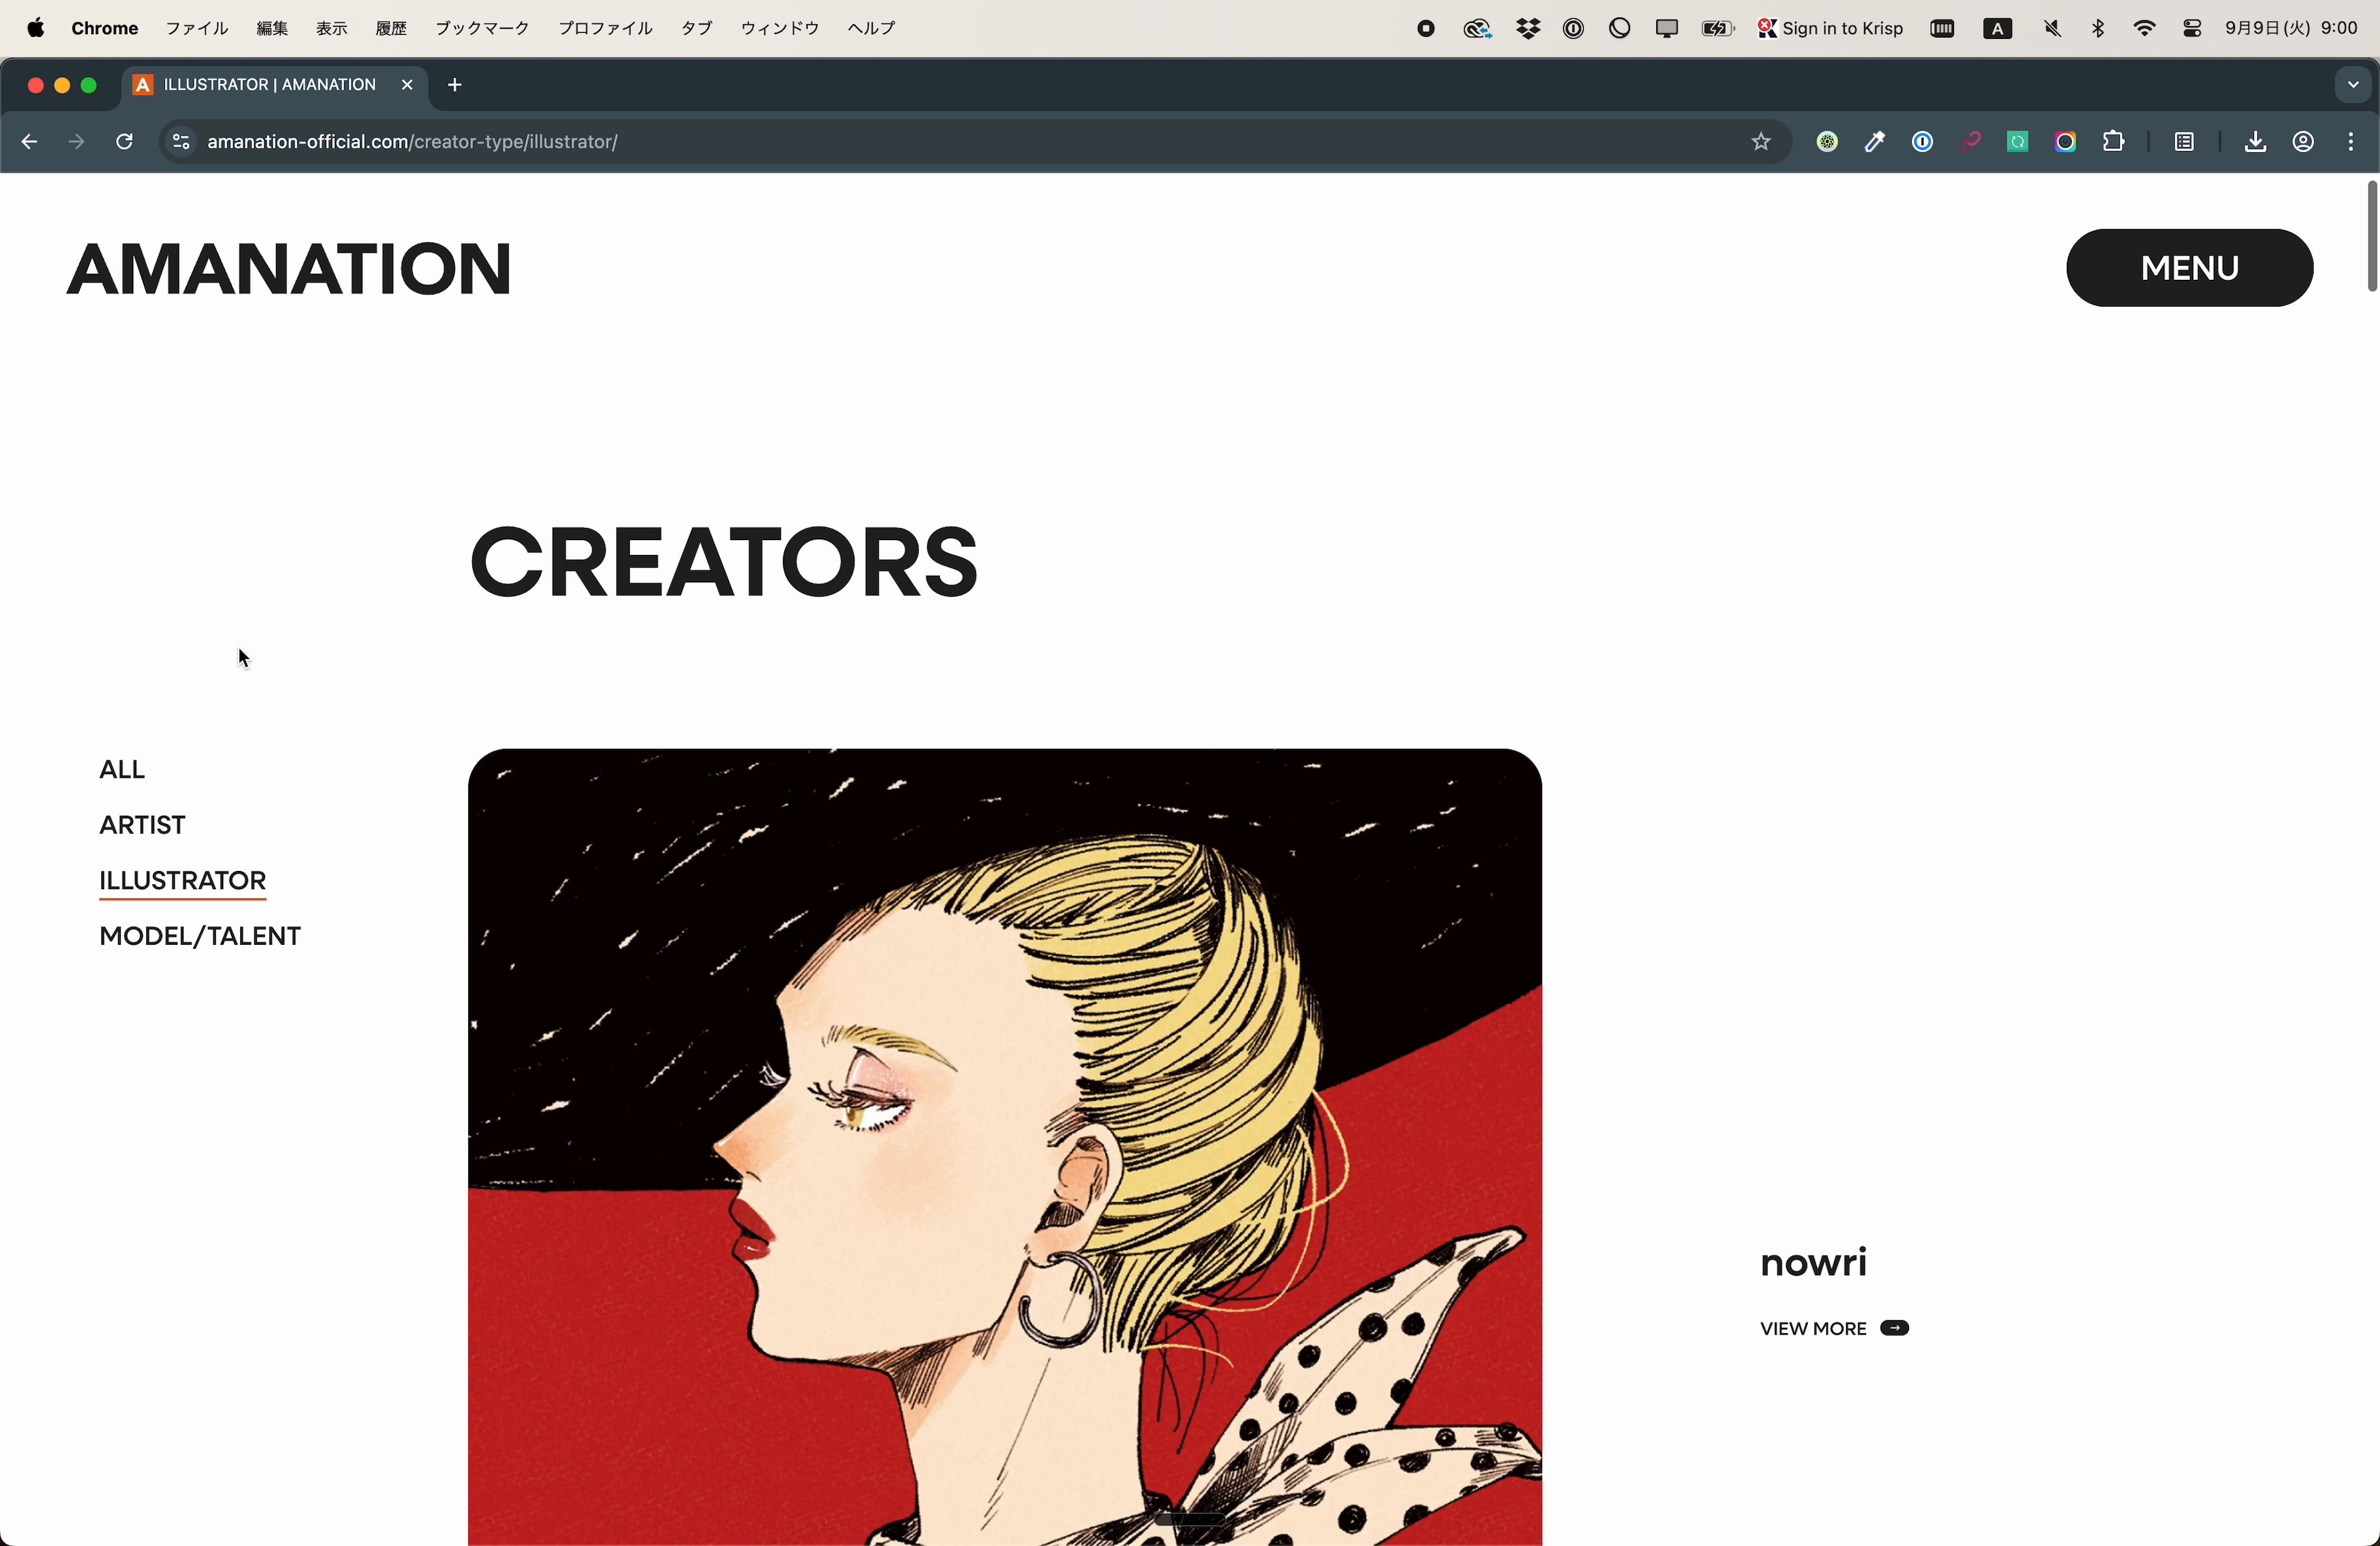 Chrome ファイル 編集 表示 履歴 ブックマーク プロファイル タブ ウィンドウ ヘルプ Sign in to Krisp A 9月9日(火) 9:00
A ILLUSTRATOR | AMANATION
amanation-official.com/creator-type/illustrator/
AMANATION
MENU
CREATORS
ALL
ARTIST
ILLUSTRATOR
MODEL/TALENT
nowri
VIEW MORE